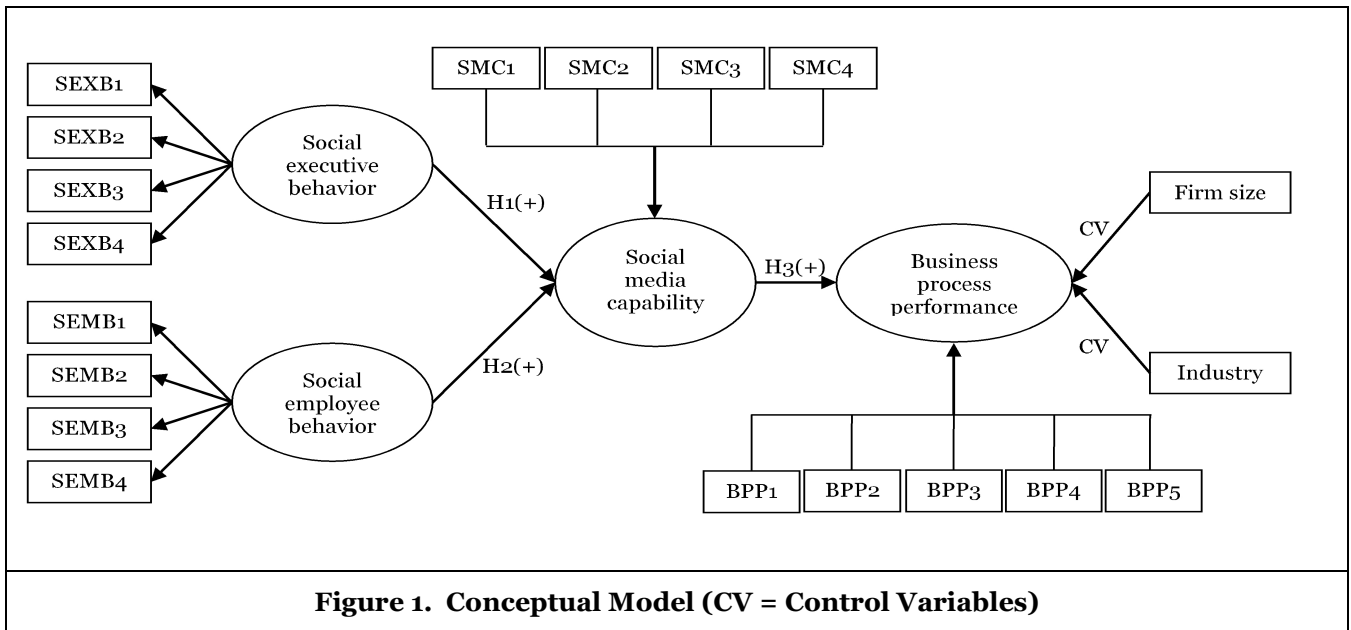 SEXB1
SEXB2
SEXB3
SEXB4
Social
executive
behavior
SEMB1
SEMB2
SEMB3
SEMB4
Social
employee
behavior
H1(+)
H2(+)
SMC1
SMC2
SMC3
SMC4
Social
media
capability
H3(+)
Business
process
performance
BPP1
BPP2
BPP3
BPP4
BPP5
CV
CV
Firm size
Industry
Figure 1. Conceptual Model (CV = Control Variables)